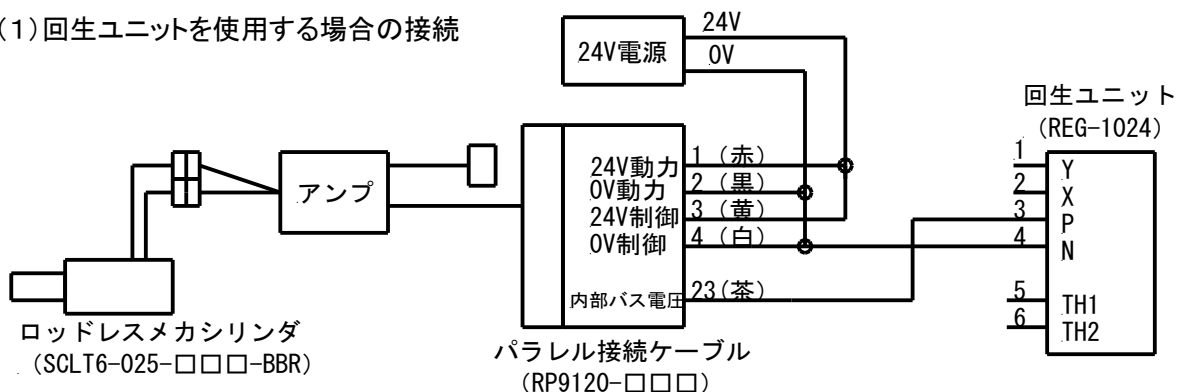 (1)回生ユニットを使用する場合の接続
24V電源
24V
0V
回生ユニット
(REG-1024)
アンプ
24V動力
0V動力
24V制御
0V制御
内部バス電圧
1 (赤)
2 (黒)
3 (黄)
4 (白)
23(茶)
1 Y
2 X
3 P
4 N
5 TH1
6 TH2
ロッドレスメカシリンダ
(SCLT6-025-□□□-BBR)
パラレル接続ケーブル
(RP9120-□□□)